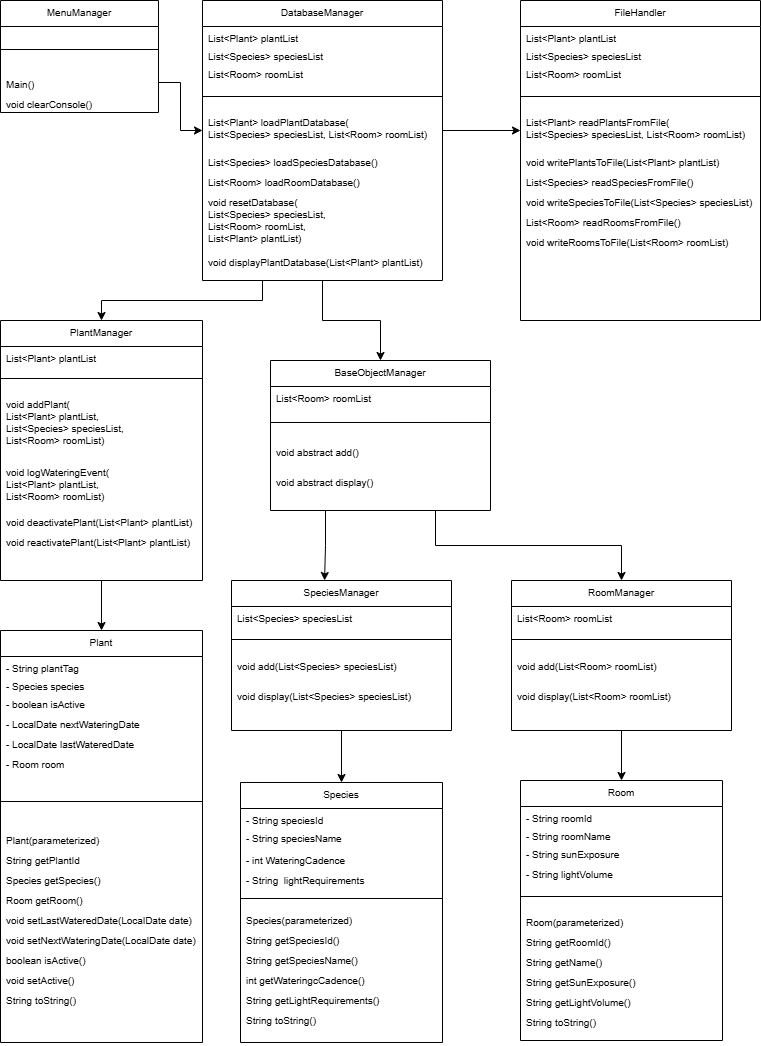 MenuManager
Main()
void clearConsole()
DatabaseManager
List<Plant> plantList
List<Species> speciesList
List<Room> roomList
List<Plant> loadPlantDatabase(
List<Species> speciesList, List<Room> roomList)
List<Species> loadSpeciesDatabase()
List<Room> loadRoomDatabase()
void resetDatabase(
List<Species> speciesList,
List<Room> roomList,
List<Plant> plantList)
void displayPlantDatabase(List<Plant> plantList)
FileHandler
List<Plant> plantList
List<Species> speciesList
List<Room> roomList
List<Plant> readPlantsFromFile(
List<Species> speciesList, List<Room> roomList)
void writePlantsToFile(List<Plant> plantList)
List<Species> readSpeciesFromFile()
void writeSpeciesToFile(List<Species> speciesList)
List<Room> readRoomsFromFile()
void writeRoomsToFile(List<Room> roomList)
PlantManager
List<Plant> plantList
void addPlant(
List<Plant> plantList,
List<Species> speciesList,
List<Room> roomList)
void logWateringEvent(
List<Plant> plantList,
List<Room> roomList)
void deactivatePlant(List<Plant> plantList)
void reactivatePlant(List<Plant> plantList)
BaseObjectManager
List<Room> roomList
void abstract add()
void abstract display()
SpeciesManager
List<Species> speciesList
void add(List<Species> speciesList)
void display(List<Species> speciesList)
RoomManager
List<Room> roomList
void add(List<Room> roomList)
void display(List<Room> roomList)
Plant
- String plantTag
- Species species
- boolean isActive
- LocalDate nextWateringDate
- LocalDate lastWateredDate
- Room room
Plant(parameterized)
String getPlantId
Species getSpecies()
Room getRoom()
void setLastWateredDate(LocalDate date)
void setNextWateringDate(LocalDate date)
boolean isActive()
void setActive()
String toString()
Species
- String speciesId
- String speciesName
- int WateringCadence
- String lightRequirements
Species(parameterized)
String getSpeciesId()
String getSpeciesName()
int getWateringcCadence()
String getLightRequirements()
String toString()
Room
- String roomId
- String roomName
- String sunExposure
- String lightVolume
Room(parameterized)
String getRoomId()
String getName()
String getSunExposure()
String getLightVolume()
String toString()